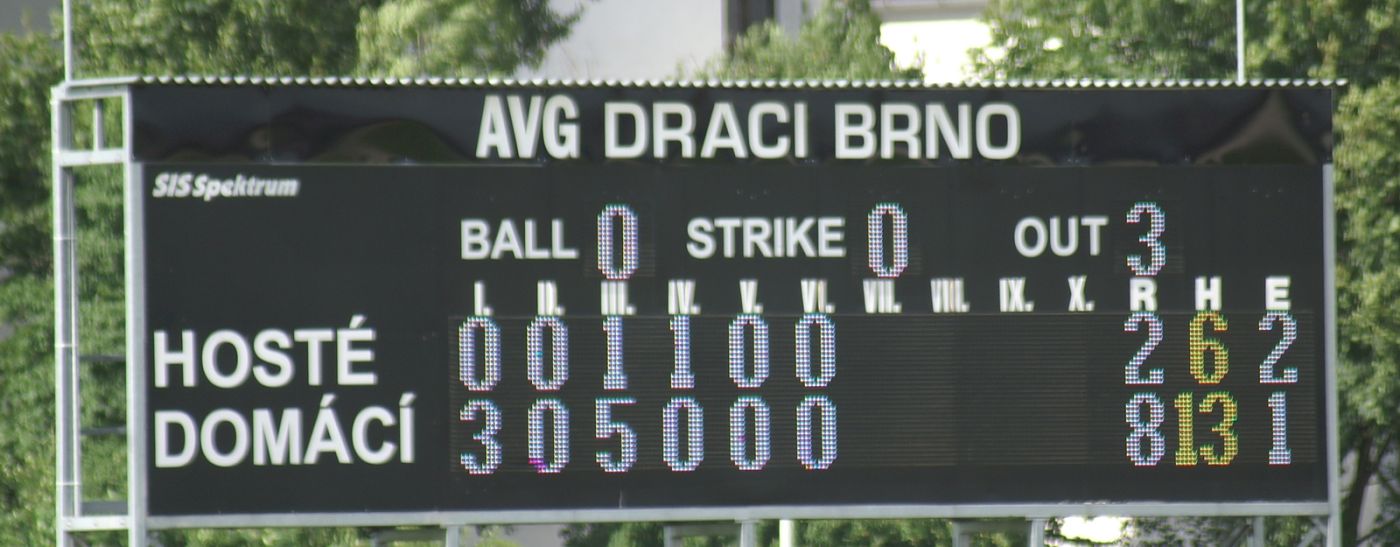 AVG DRACI BRNO
SIS Spektrum
BALL 0 STRIKE 0 OUT 3
I. II. III. IV. V. VI. VII. VIII. IX. X. R H E
HOSTÉ 0 0 1 1 0 0 2 6 2
DOMÁCÍ 3 0 5 0 0 0 8 13 1